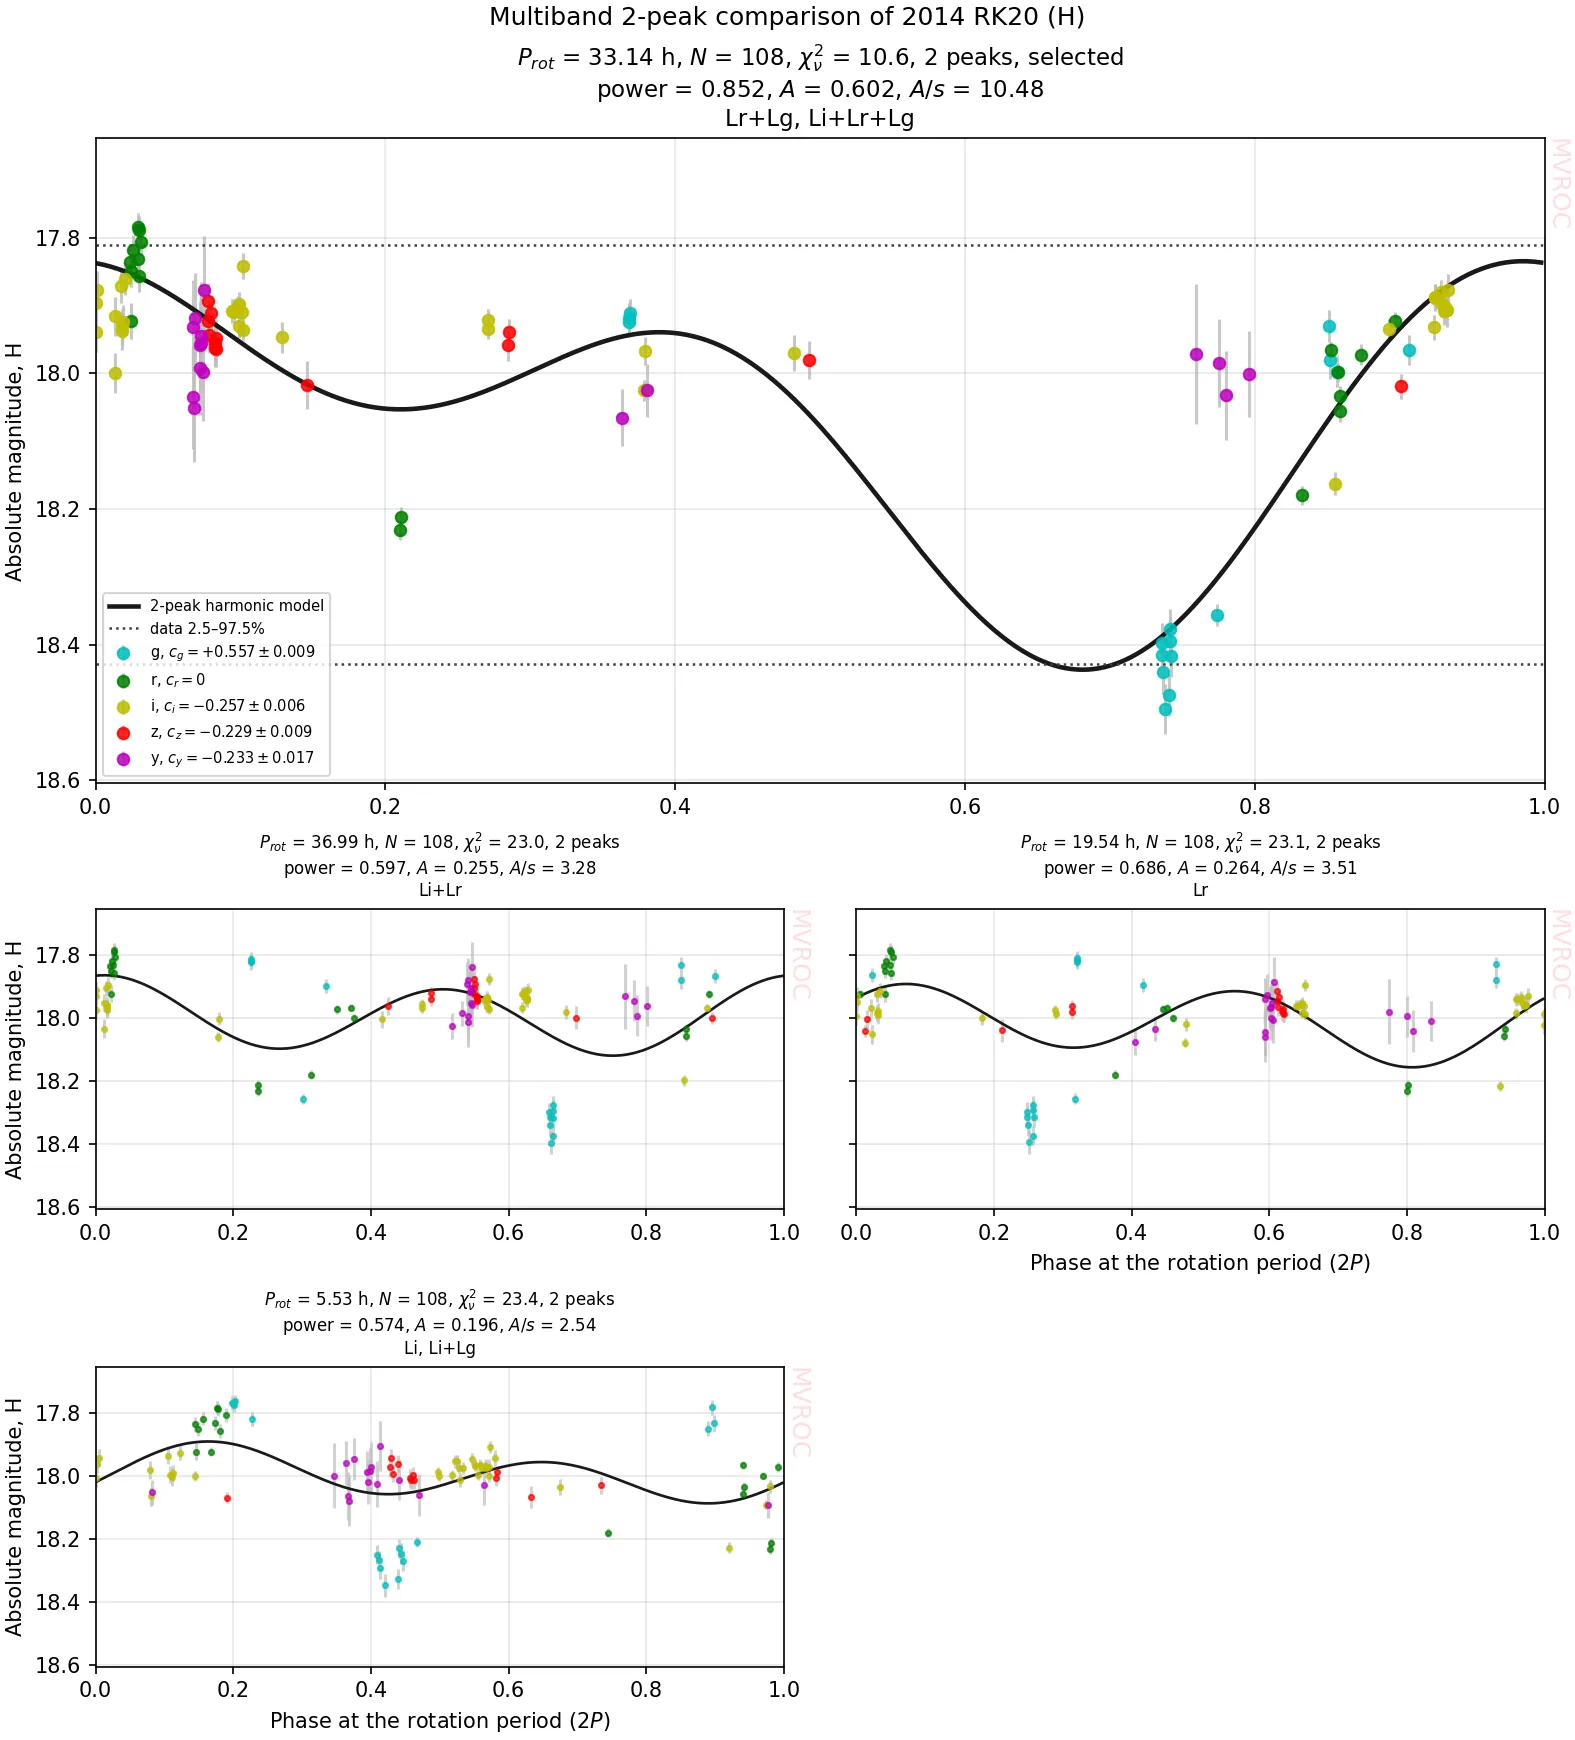 Multiband 2-peak comparison of 2014 RK20 (H)
P_rot = 33.14 h, N = 108, χ²_ν = 10.6, 2 peaks, selected
power = 0.852, A = 0.602, A/s = 10.48
Lr+Lg, Li+Lr+Lg
MVROC
Absolute magnitude, H
17.8
18.0
18.2
18.4
18.6
2-peak harmonic model
data 2.5–97.5%
g, c_g = +0.557 ± 0.009
r, c_r = 0
i, c_i = −0.257 ± 0.006
z, c_z = −0.229 ± 0.009
y, c_y = −0.233 ± 0.017
0.0 0.2 0.4 0.6 0.8 1.0
P_rot = 36.99 h, N = 108, χ²_ν = 23.0, 2 peaks
power = 0.597, A = 0.255, A/s = 3.28
Li+Lr
MVROC
Absolute magnitude, H
17.8
18.0
18.2
18.4
18.6
0.0 0.2 0.4 0.6 0.8 1.0
P_rot = 19.54 h, N = 108, χ²_ν = 23.1, 2 peaks
power = 0.686, A = 0.264, A/s = 3.51
Lr
MVROC
0.0 0.2 0.4 0.6 0.8 1.0
Phase at the rotation period (2P)
P_rot = 5.53 h, N = 108, χ²_ν = 23.4, 2 peaks
power = 0.574, A = 0.196, A/s = 2.54
Li, Li+Lg
MVROC
Absolute magnitude, H
17.8
18.0
18.2
18.4
18.6
0.0 0.2 0.4 0.6 0.8 1.0
Phase at the rotation period (2P)